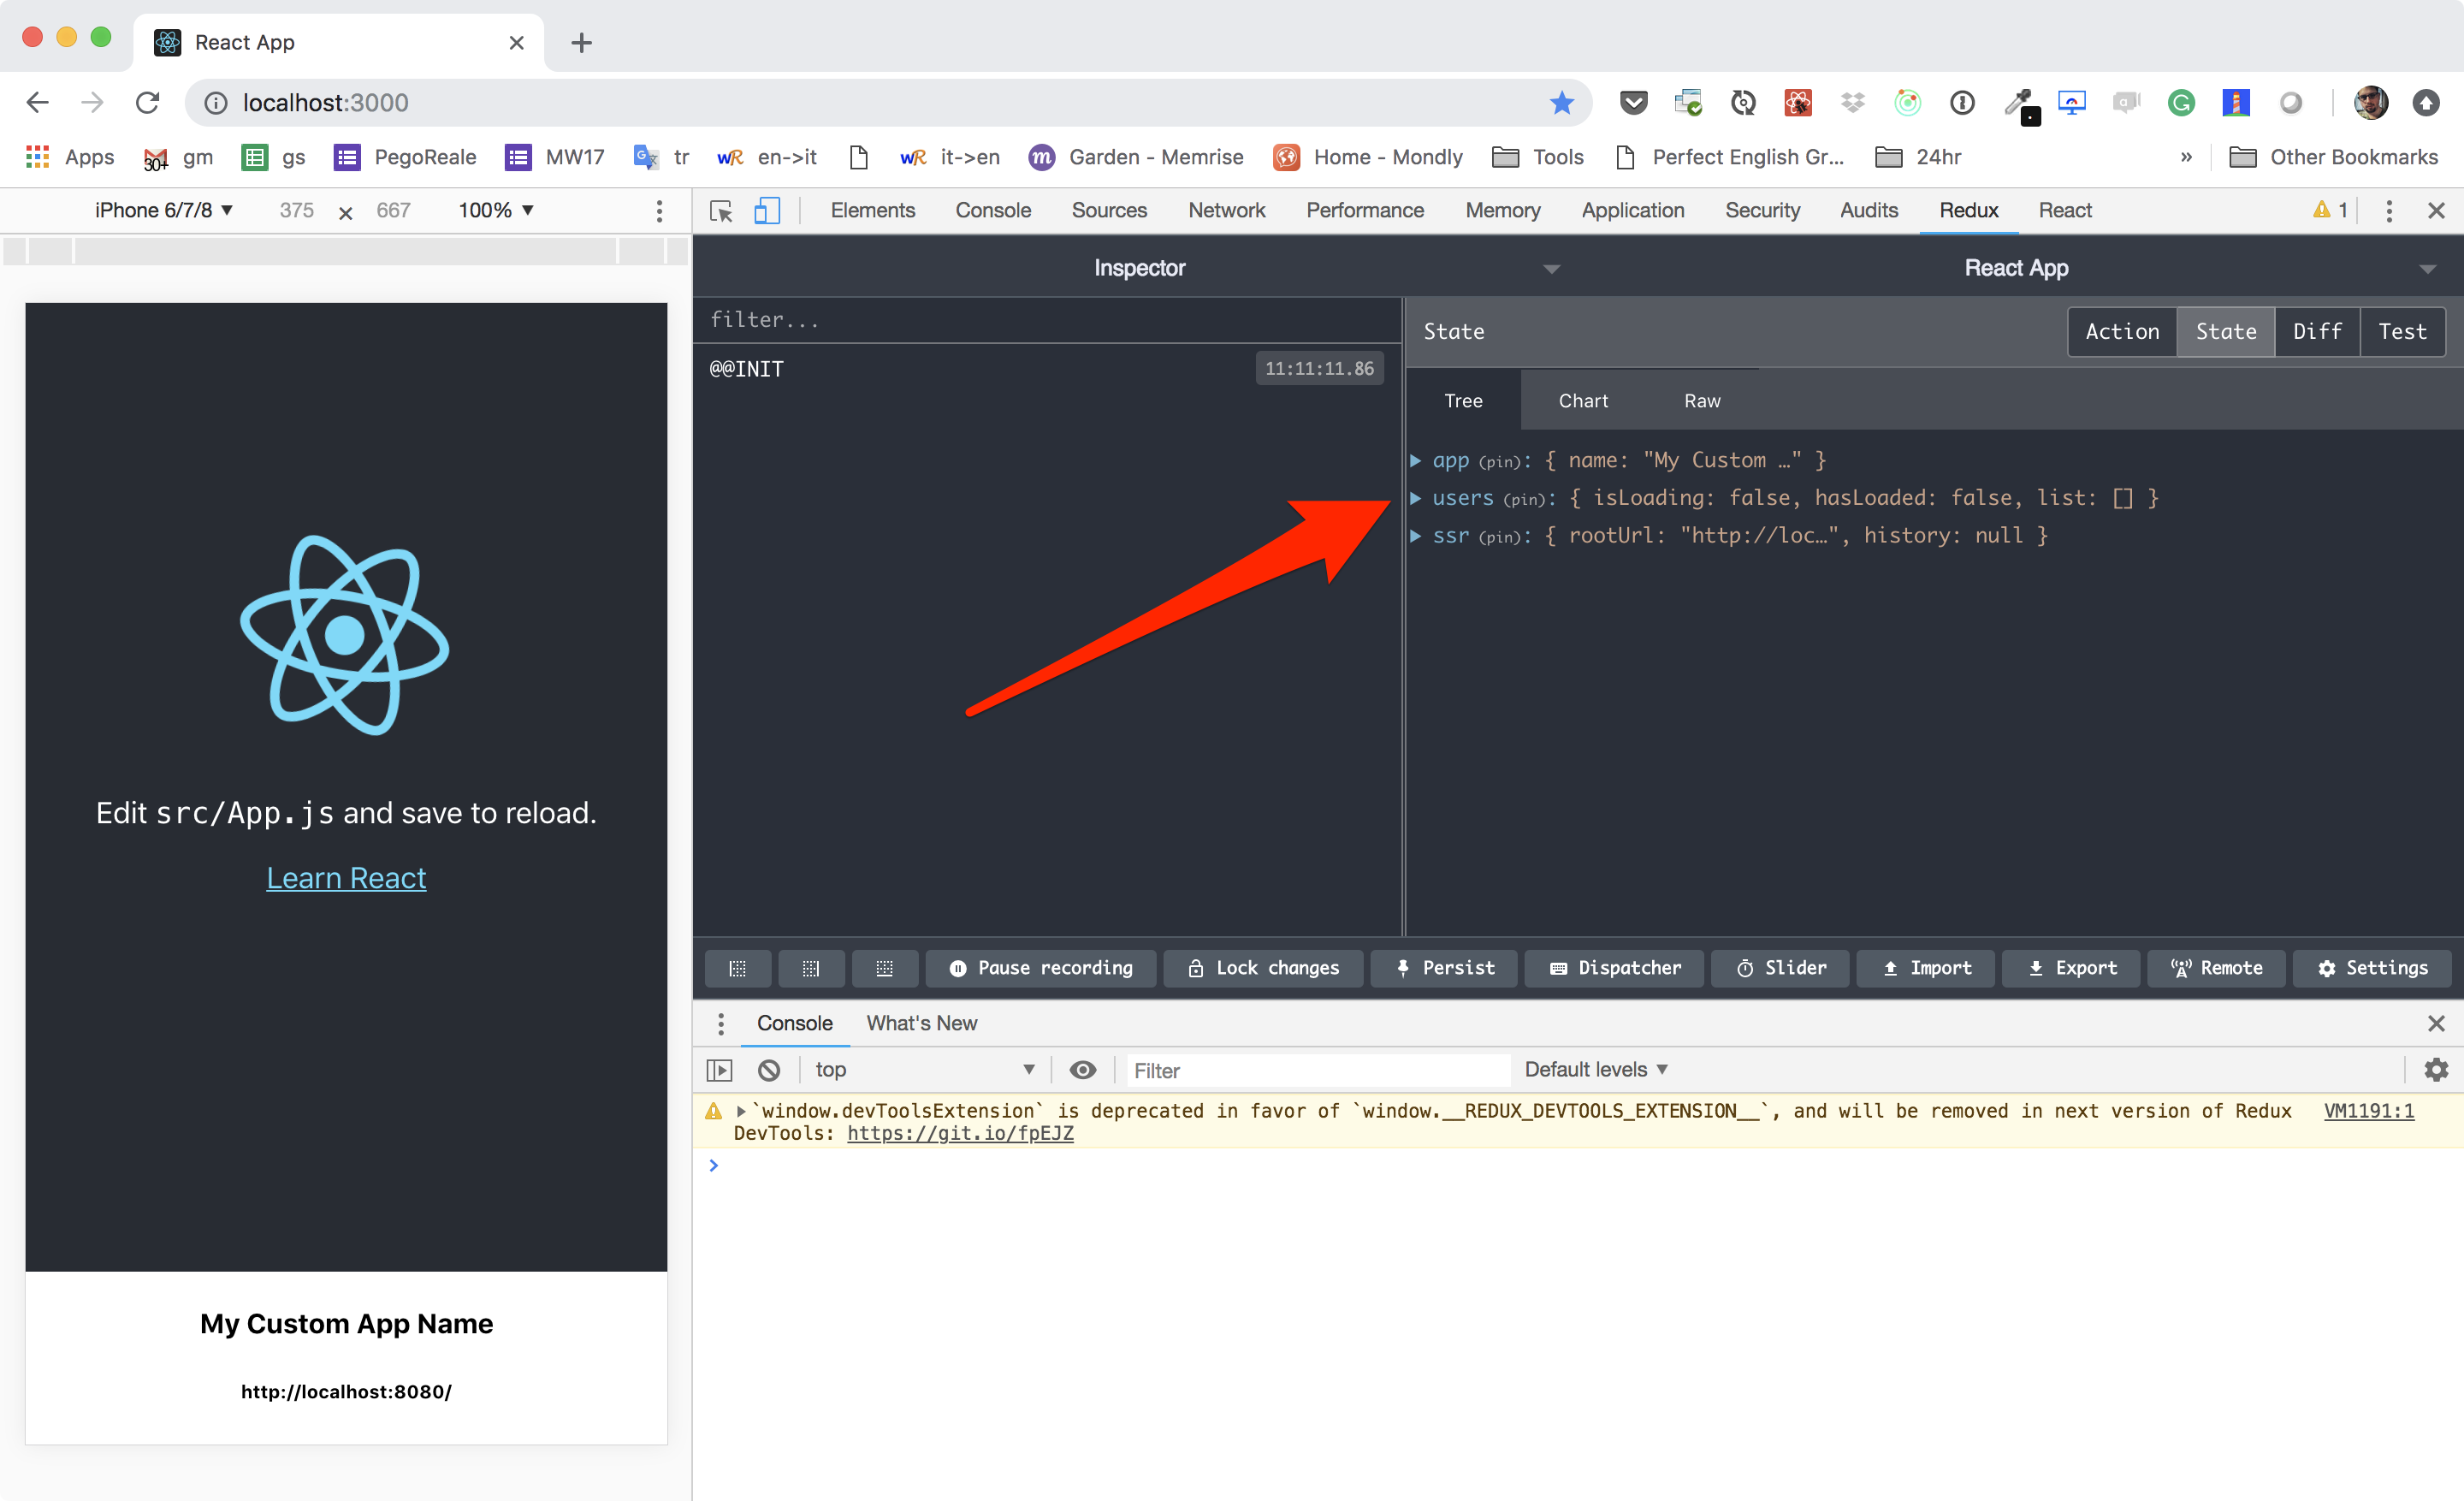 React App
localhost:3000
Apps 30+ gm gs PegoReale MW17 tr wR en->it wR it->en m Garden - Memrise Home - Mondly Tools Perfect English Gr... 24hr » Other Bookmarks
iPhone 6/7/8 ▼ 375 × 667 100% ▼
Elements Console Sources Network Performance Memory Application Security Audits Redux React 1
Inspector React App
filter...
@@INIT 11:11:11.86
State Action State Diff Test
Tree Chart Raw
app (pin): { name: "My Custom …" }
users (pin): { isLoading: false, hasLoaded: false, list: [] }
ssr (pin): { rootUrl: "http://loc…", history: null }
Edit src/App.js and save to reload.
Learn React
My Custom App Name
http://localhost:8080/
Pause recording Lock changes Persist Dispatcher Slider Import Export Remote Settings
Console What's New
top ▼ Filter Default levels ▼
`window.devToolsExtension` is deprecated in favor of `window.__REDUX_DEVTOOLS_EXTENSION__`, and will be removed in next version of Redux VM1191:1
DevTools: https://git.io/fpEJZ